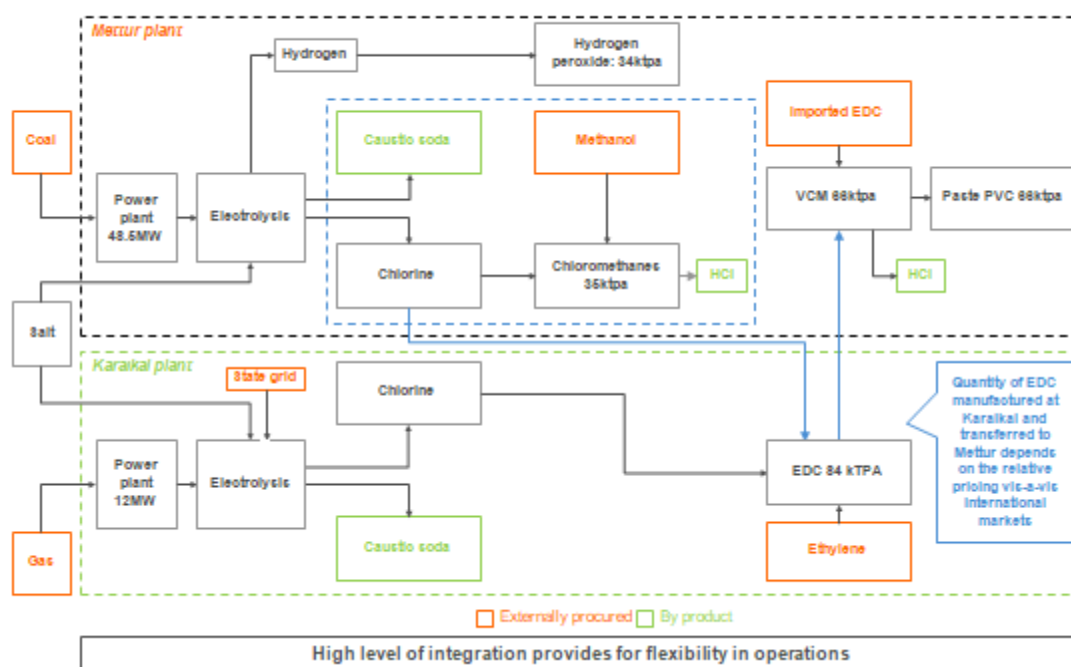 Mettur plant
Hydrogen
Hydrogen
peroxide: 34ktpa
Coal
Caustio soda
Methanol
Imported EDC
Power
plant
48.5MW
Electrolysis
VCM 66ktpa
Paste PVC 66ktpa
Chlorine
Chloromethanes
35ktpa
HCl
HCl
Salt
Karaikal plant
State grid
Chlorine
Quantity of EDC
manufactured at
Karaikal and
transferred to
Mettur depends
on the relative
pricing vis-a-vis
international
markets
Power
plant
12MW
Electrolysis
EDC 84 kTPA
Gas
Caustio soda
Ethylene
Externally procured
By product
High level of integration provides for flexibility in operations